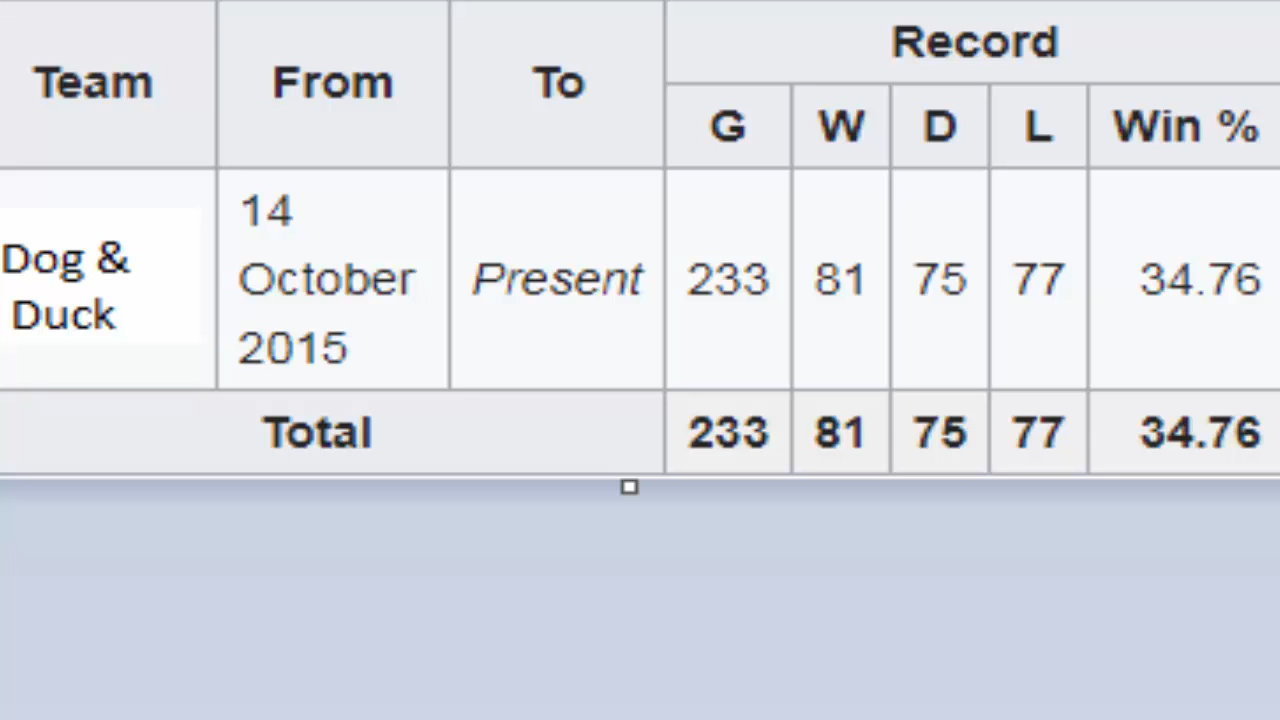 Team From To Record
G W D L Win %
Dog &
Duck
14
October
2015
Present 233 81 75 77 34.76
Total 233 81 75 77 34.76